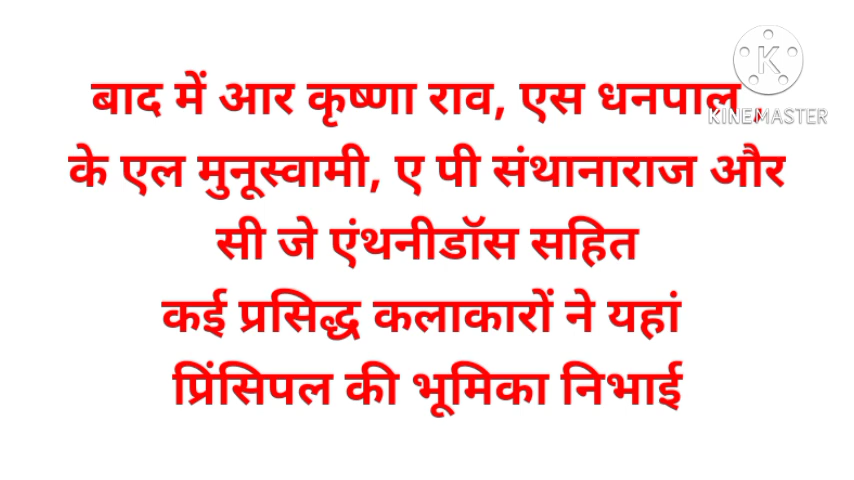 बाद में आर कृष्णा राव, एस धनपाल ,
के एल मुनूस्वामी, ए पी संथानाराज और
सी जे एंथनीडॉस सहित
कई प्रसिद्ध कलाकारों ने यहां
प्रिंसिपल की भूमिका निभाई
K
KINEMASTER